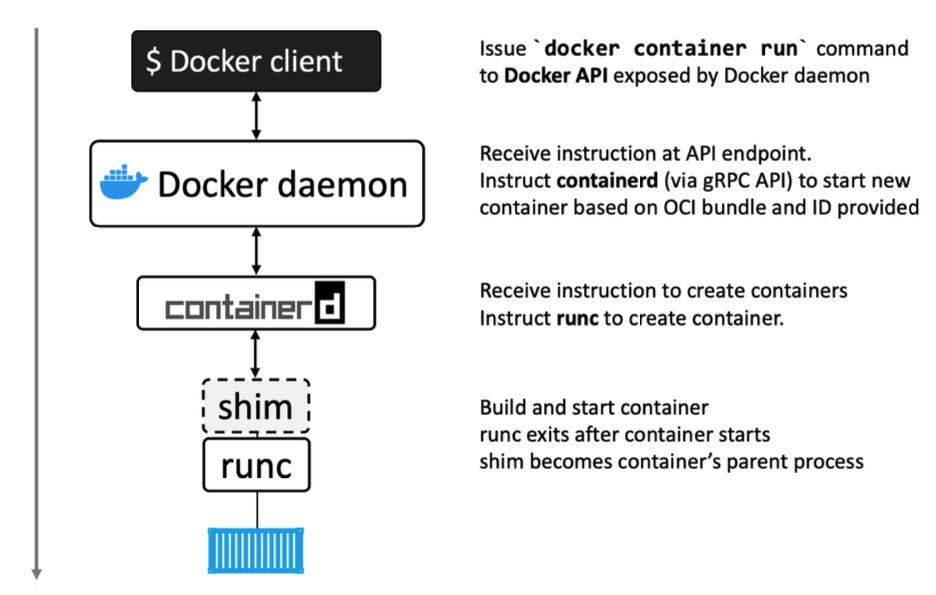 $ Docker client
Issue `docker container run` command
to Docker API exposed by Docker daemon
Docker daemon
Receive instruction at API endpoint.
Instruct containerd (via gRPC API) to start new
container based on OCI bundle and ID provided
containerd
Receive instruction to create containers
Instruct runc to create container.
shim
runc
Build and start container
runc exits after container starts
shim becomes container’s parent process